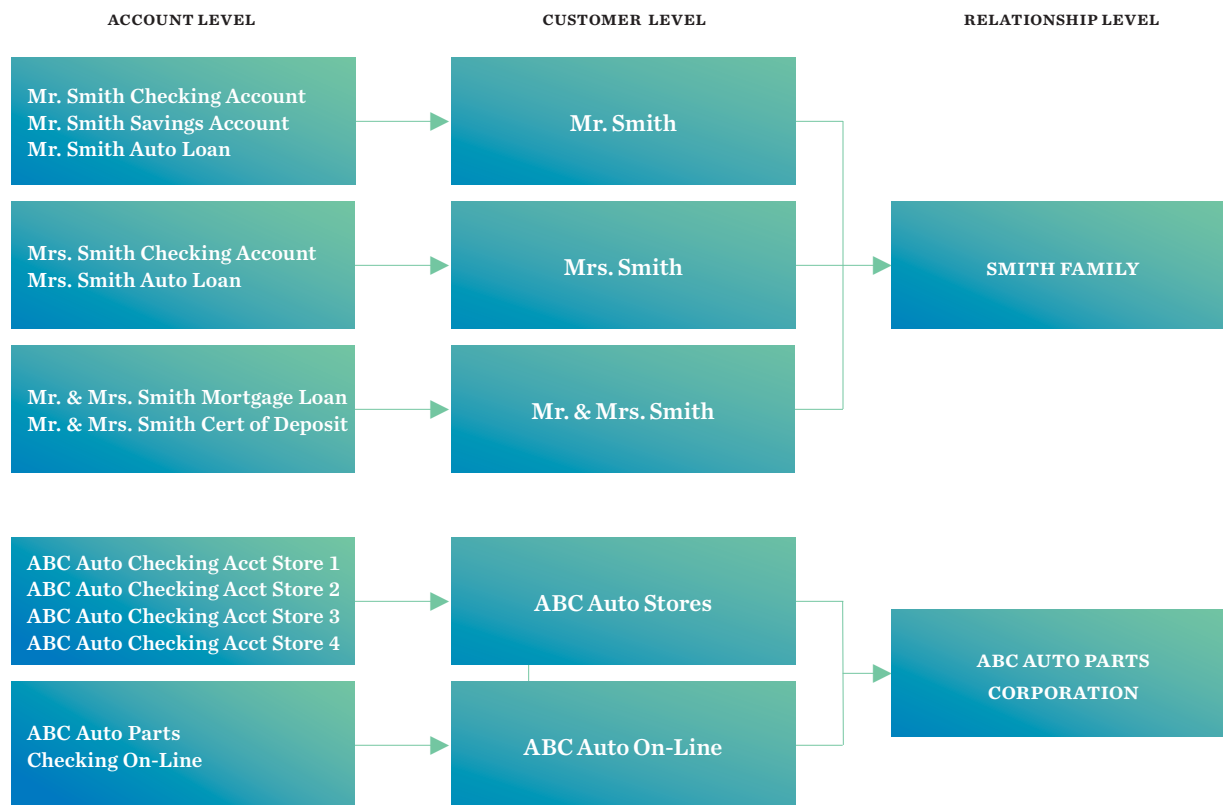 ACCOUNT LEVEL
CUSTOMER LEVEL
RELATIONSHIP LEVEL
Mr. Smith Checking Account
Mr. Smith Savings Account
Mr. Smith Auto Loan
Mr. Smith
Mrs. Smith Checking Account
Mrs. Smith Auto Loan
Mrs. Smith
SMITH FAMILY
Mr. & Mrs. Smith Mortgage Loan
Mr. & Mrs. Smith Cert of Deposit
Mr. & Mrs. Smith
ABC Auto Checking Acct Store 1
ABC Auto Checking Acct Store 2
ABC Auto Checking Acct Store 3
ABC Auto Checking Acct Store 4
ABC Auto Stores
ABC AUTO PARTS
CORPORATION
ABC Auto Parts
Checking On-Line
ABC Auto On-Line